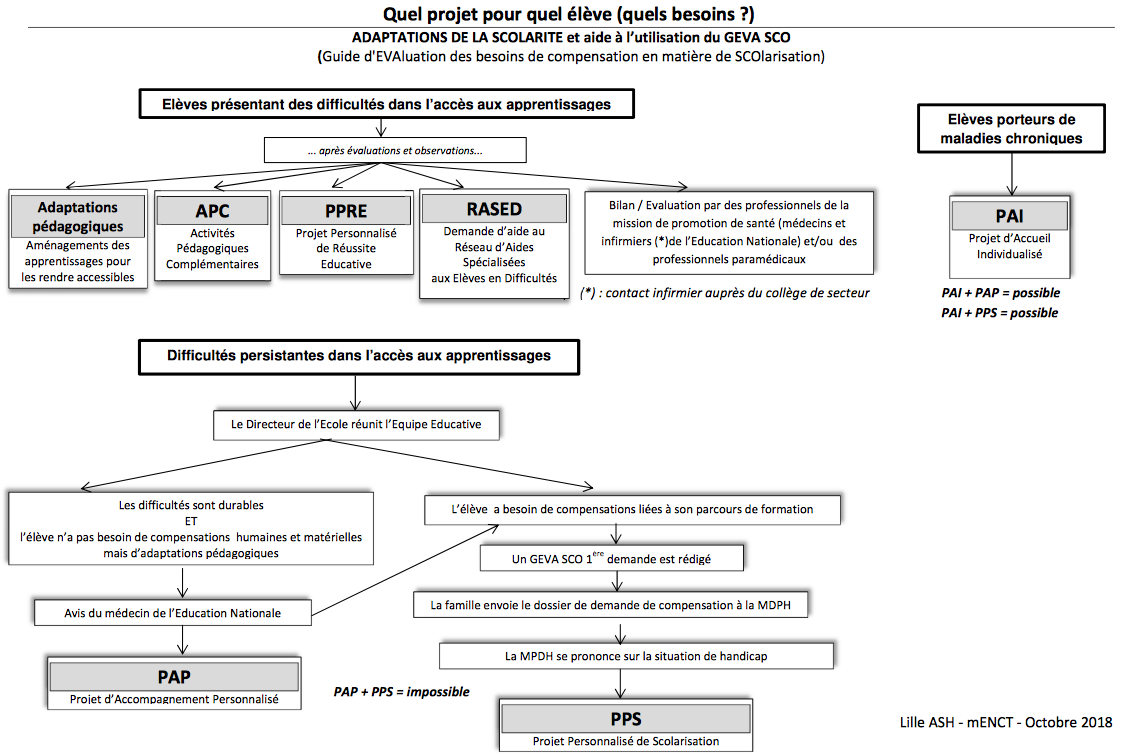 Quel projet pour quel élève (quels besoins ?)
ADAPTATIONS DE LA SCOLARITE et aide à l'utilisation du GEVA SCO
(Guide d'EVAluation des besoins de compensation en matière de SCOlarisation)
Elèves présentant des difficultés dans l'accès aux apprentissages
... après évaluations et observations...
Adaptations
pédagogiques
Aménagements des
apprentissages pour
les rendre accessibles
APC
Activités
Pédagogiques
Complémentaires
PPRE
Projet Personnalisé
de Réussite
Educative
RASED
Demande d'aide au
Réseau d'Aides
Spécialisées
aux Elèves en Difficultés
Bilan / Evaluation par des professionnels de la
mission de promotion de santé (médecins et
infirmiers (*)de l'Education Nationale) et/ou des
professionnels paramédicaux
(*) : contact infirmier auprès du collège de secteur
Elèves porteurs de
maladies chroniques
PAI
Projet d'Accueil
Individualisé
PAI + PAP = possible
PAI + PPS = possible
Difficultés persistantes dans l'accès aux apprentissages
Le Directeur de l'Ecole réunit l'Equipe Educative
Les difficultés sont durables
ET
l'élève n'a pas besoin de compensations humaines et matérielles
mais d'adaptations pédagogiques
Avis du médecin de l'Education Nationale
PAP
Projet d'Accompagnement Personnalisé
L'élève a besoin de compensations liées à son parcours de formation
Un GEVA SCO 1ère demande est rédigé
La famille envoie le dossier de demande de compensation à la MDPH
La MPDH se prononce sur la situation de handicap
PAP + PPS = impossible
PPS
Projet Personnalisé de Scolarisation
Lille ASH - mENCT - Octobre 2018